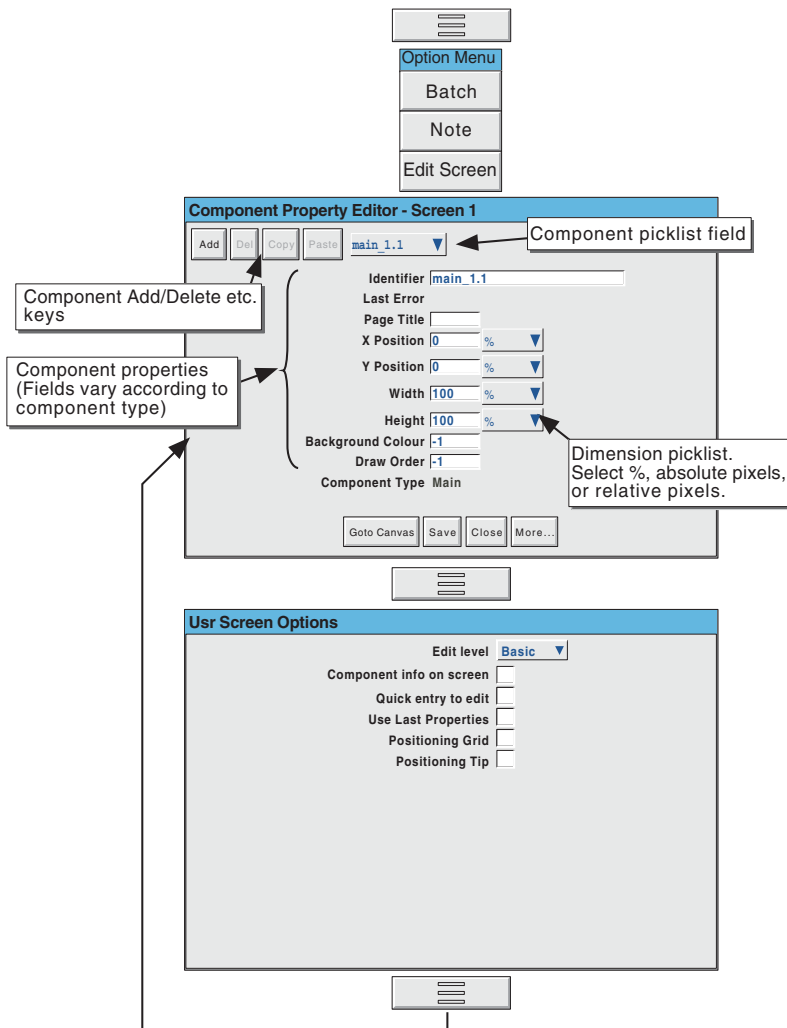 Option Menu
Batch
Note
Edit Screen
Component Property Editor - Screen 1
Add Del Copy Paste main_1.1
Component picklist field
Component Add/Delete etc.
keys
Identifier main_1.1
Last Error
Page Title
X Position 0 %
Y Position 0 %
Width 100 %
Height 100 %
Background Colour -1
Draw Order -1
Component Type Main
Component properties
(Fields vary according to
component type)
Dimension picklist.
Select %, absolute pixels,
or relative pixels.
Goto Canvas Save Close More...
Usr Screen Options
Edit level Basic
Component info on screen
Quick entry to edit
Use Last Properties
Positioning Grid
Positioning Tip